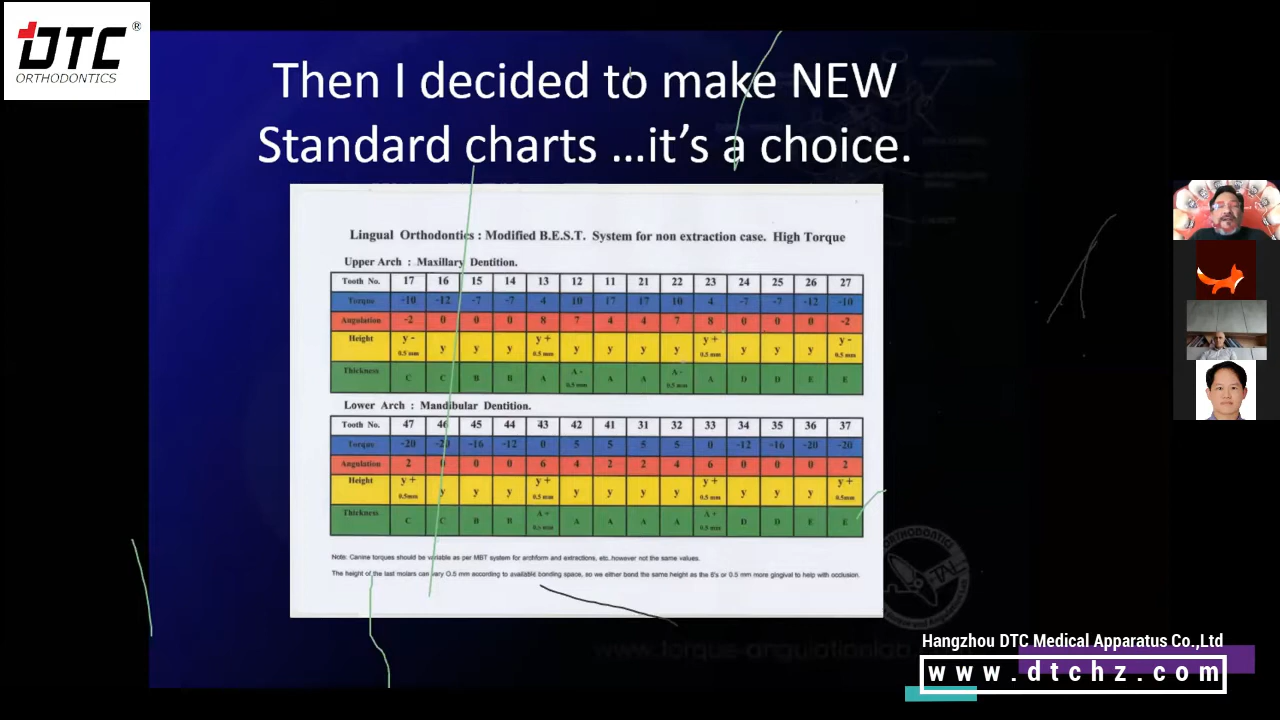 DTC®
ORTHODONTICS
Then I decided to make NEW
Standard charts ...it's a choice.
Lingual Orthodontics : Modified B.E.S.T. System for non extraction case. High Torque
Upper Arch : Maxillary Dentition.
Tooth No. 17 16 15 14 13 12 11 21 22 23 24 25 26 27
Torque -10 -12 -7 -7 4 10 17 17 10 4 -7 -7 -12 -10
Angulation -2 0 0 0 8 7 4 4 7 8 0 0 0 -2
Height y - y y y y + y y y y y + y y y y -
0.5 mm 0.5 mm 0.5 mm 0.5 mm
Thickness C C B B A A - A A A - A D D E E
0.5 mm 0.5 mm
Lower Arch : Mandibular Dentition.
Tooth No. 47 46 45 44 43 42 41 31 32 33 34 35 36 37
Torque -20 -20 -16 -12 0 5 5 5 5 0 -12 -16 -20 -20
Angulation 2 0 0 0 6 4 2 2 4 6 0 0 0 2
Height y + y y y y + y y y y y + y y y y +
0.5mm 0.5 mm 0.5 mm 0.5mm
Thickness C C B B A + A A A A A + D D E E
0.5 mm 0.5 mm
Note: Canine torques should be variable as per MBT system for archform and extractions, etc..however not the same values.
The height of the last molars can vary O.5 mm according to available bonding space, so we either bond the same height as the 6's or 0.5 mm more gingival to help with occlusion.
www.torque-angulationlab
Hangzhou DTC Medical Apparatus Co.,Ltd
www.dtchz.com